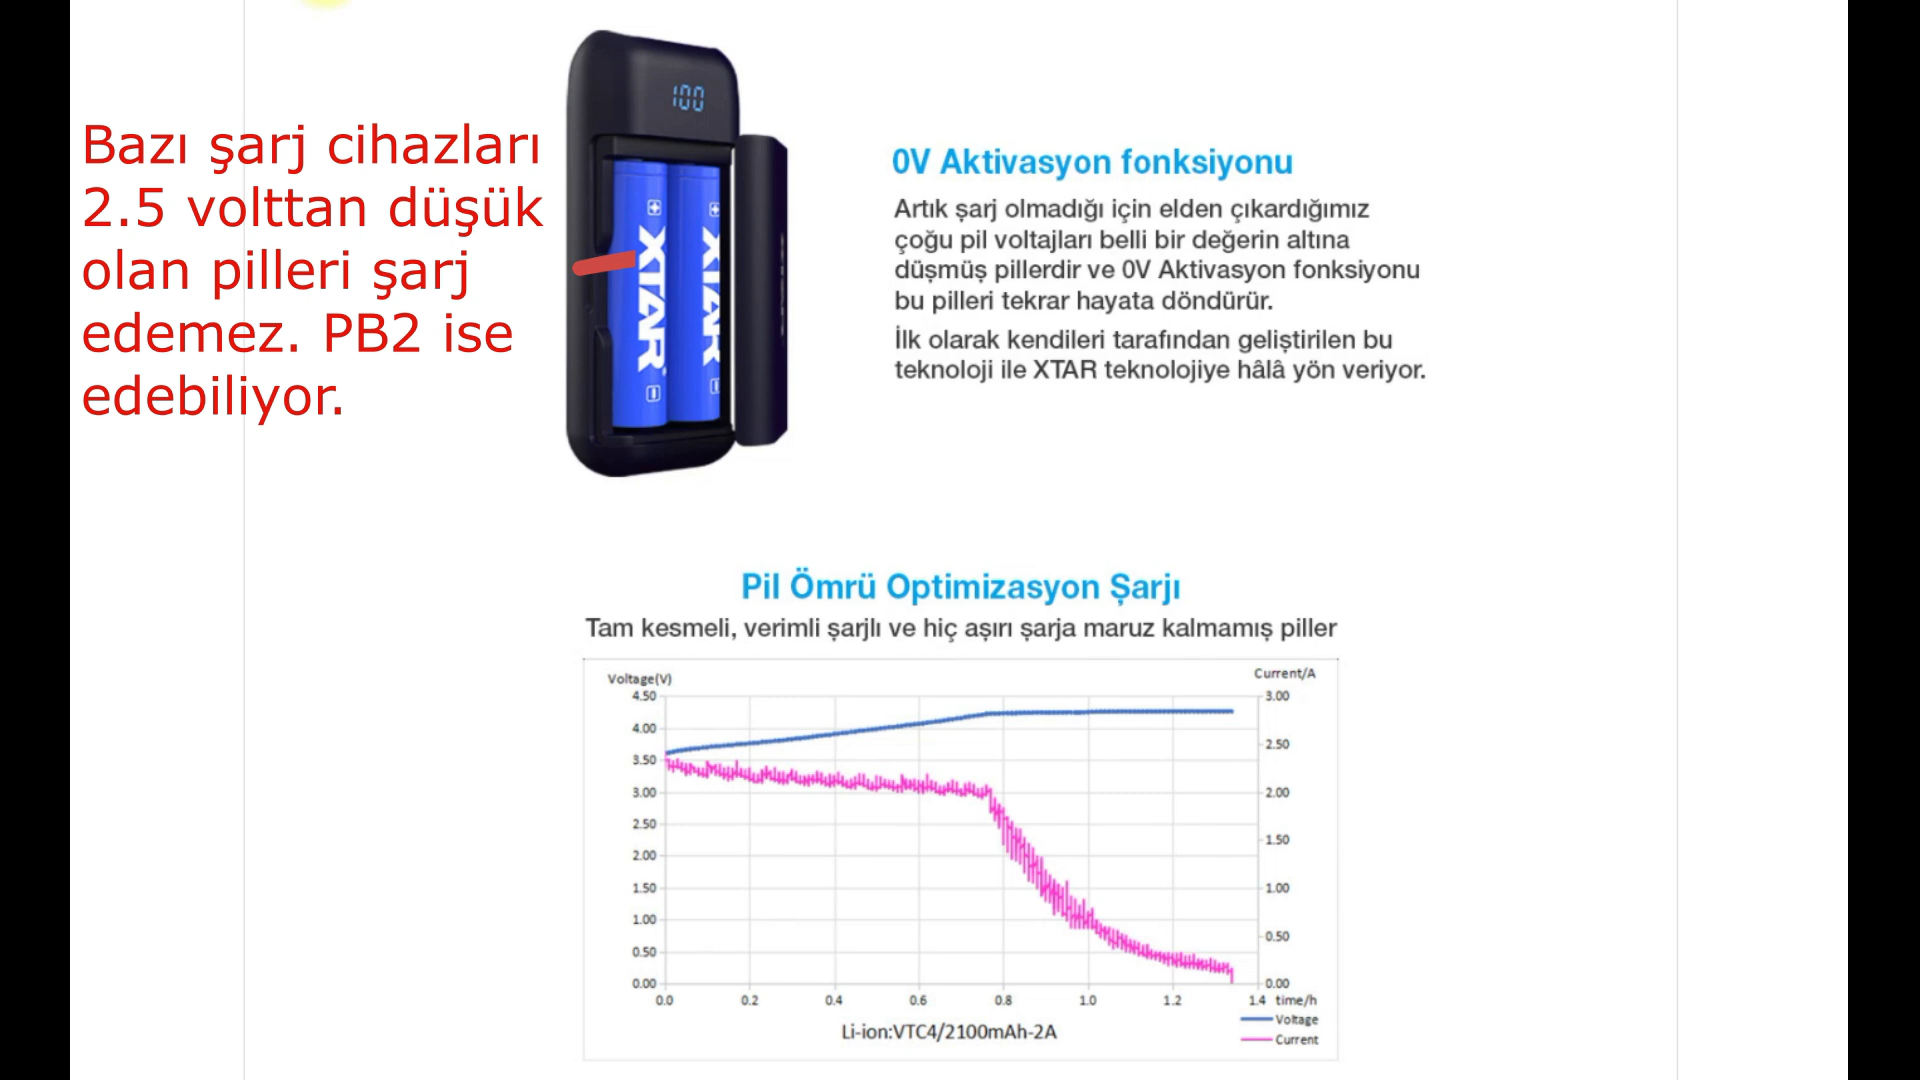 Bazı şarj cihazları
2.5 volttan düşük
olan pilleri şarj
edemez. PB2 ise
edebiliyor.
100
XTAR
XTAR
0V Aktivasyon fonksiyonu
Artık şarj olmadığı için elden çıkardığımız
çoğu pil voltajları belli bir değerin altına
düşmüş pillerdir ve 0V Aktivasyon fonksiyonu
bu pilleri tekrar hayata döndürür.
İlk olarak kendileri tarafından geliştirilen bu
teknoloji ile XTAR teknolojiye hâlâ yön veriyor.
Pil Ömrü Optimizasyon Şarjı
Tam kesmeli, verimli şarjlı ve hiç aşırı şarja maruz kalmamış piller
Voltage(V) Current/A
4.50 3.00
4.00
2.50
3.50
3.00 2.00
2.50
1.50
2.00
1.50 1.00
1.00
0.50
0.50
0.00 0.00
0.0 0.2 0.4 0.6 0.8 1.0 1.2 1.4 time/h
Voltage
Li-ion:VTC4/2100mAh-2A
Current